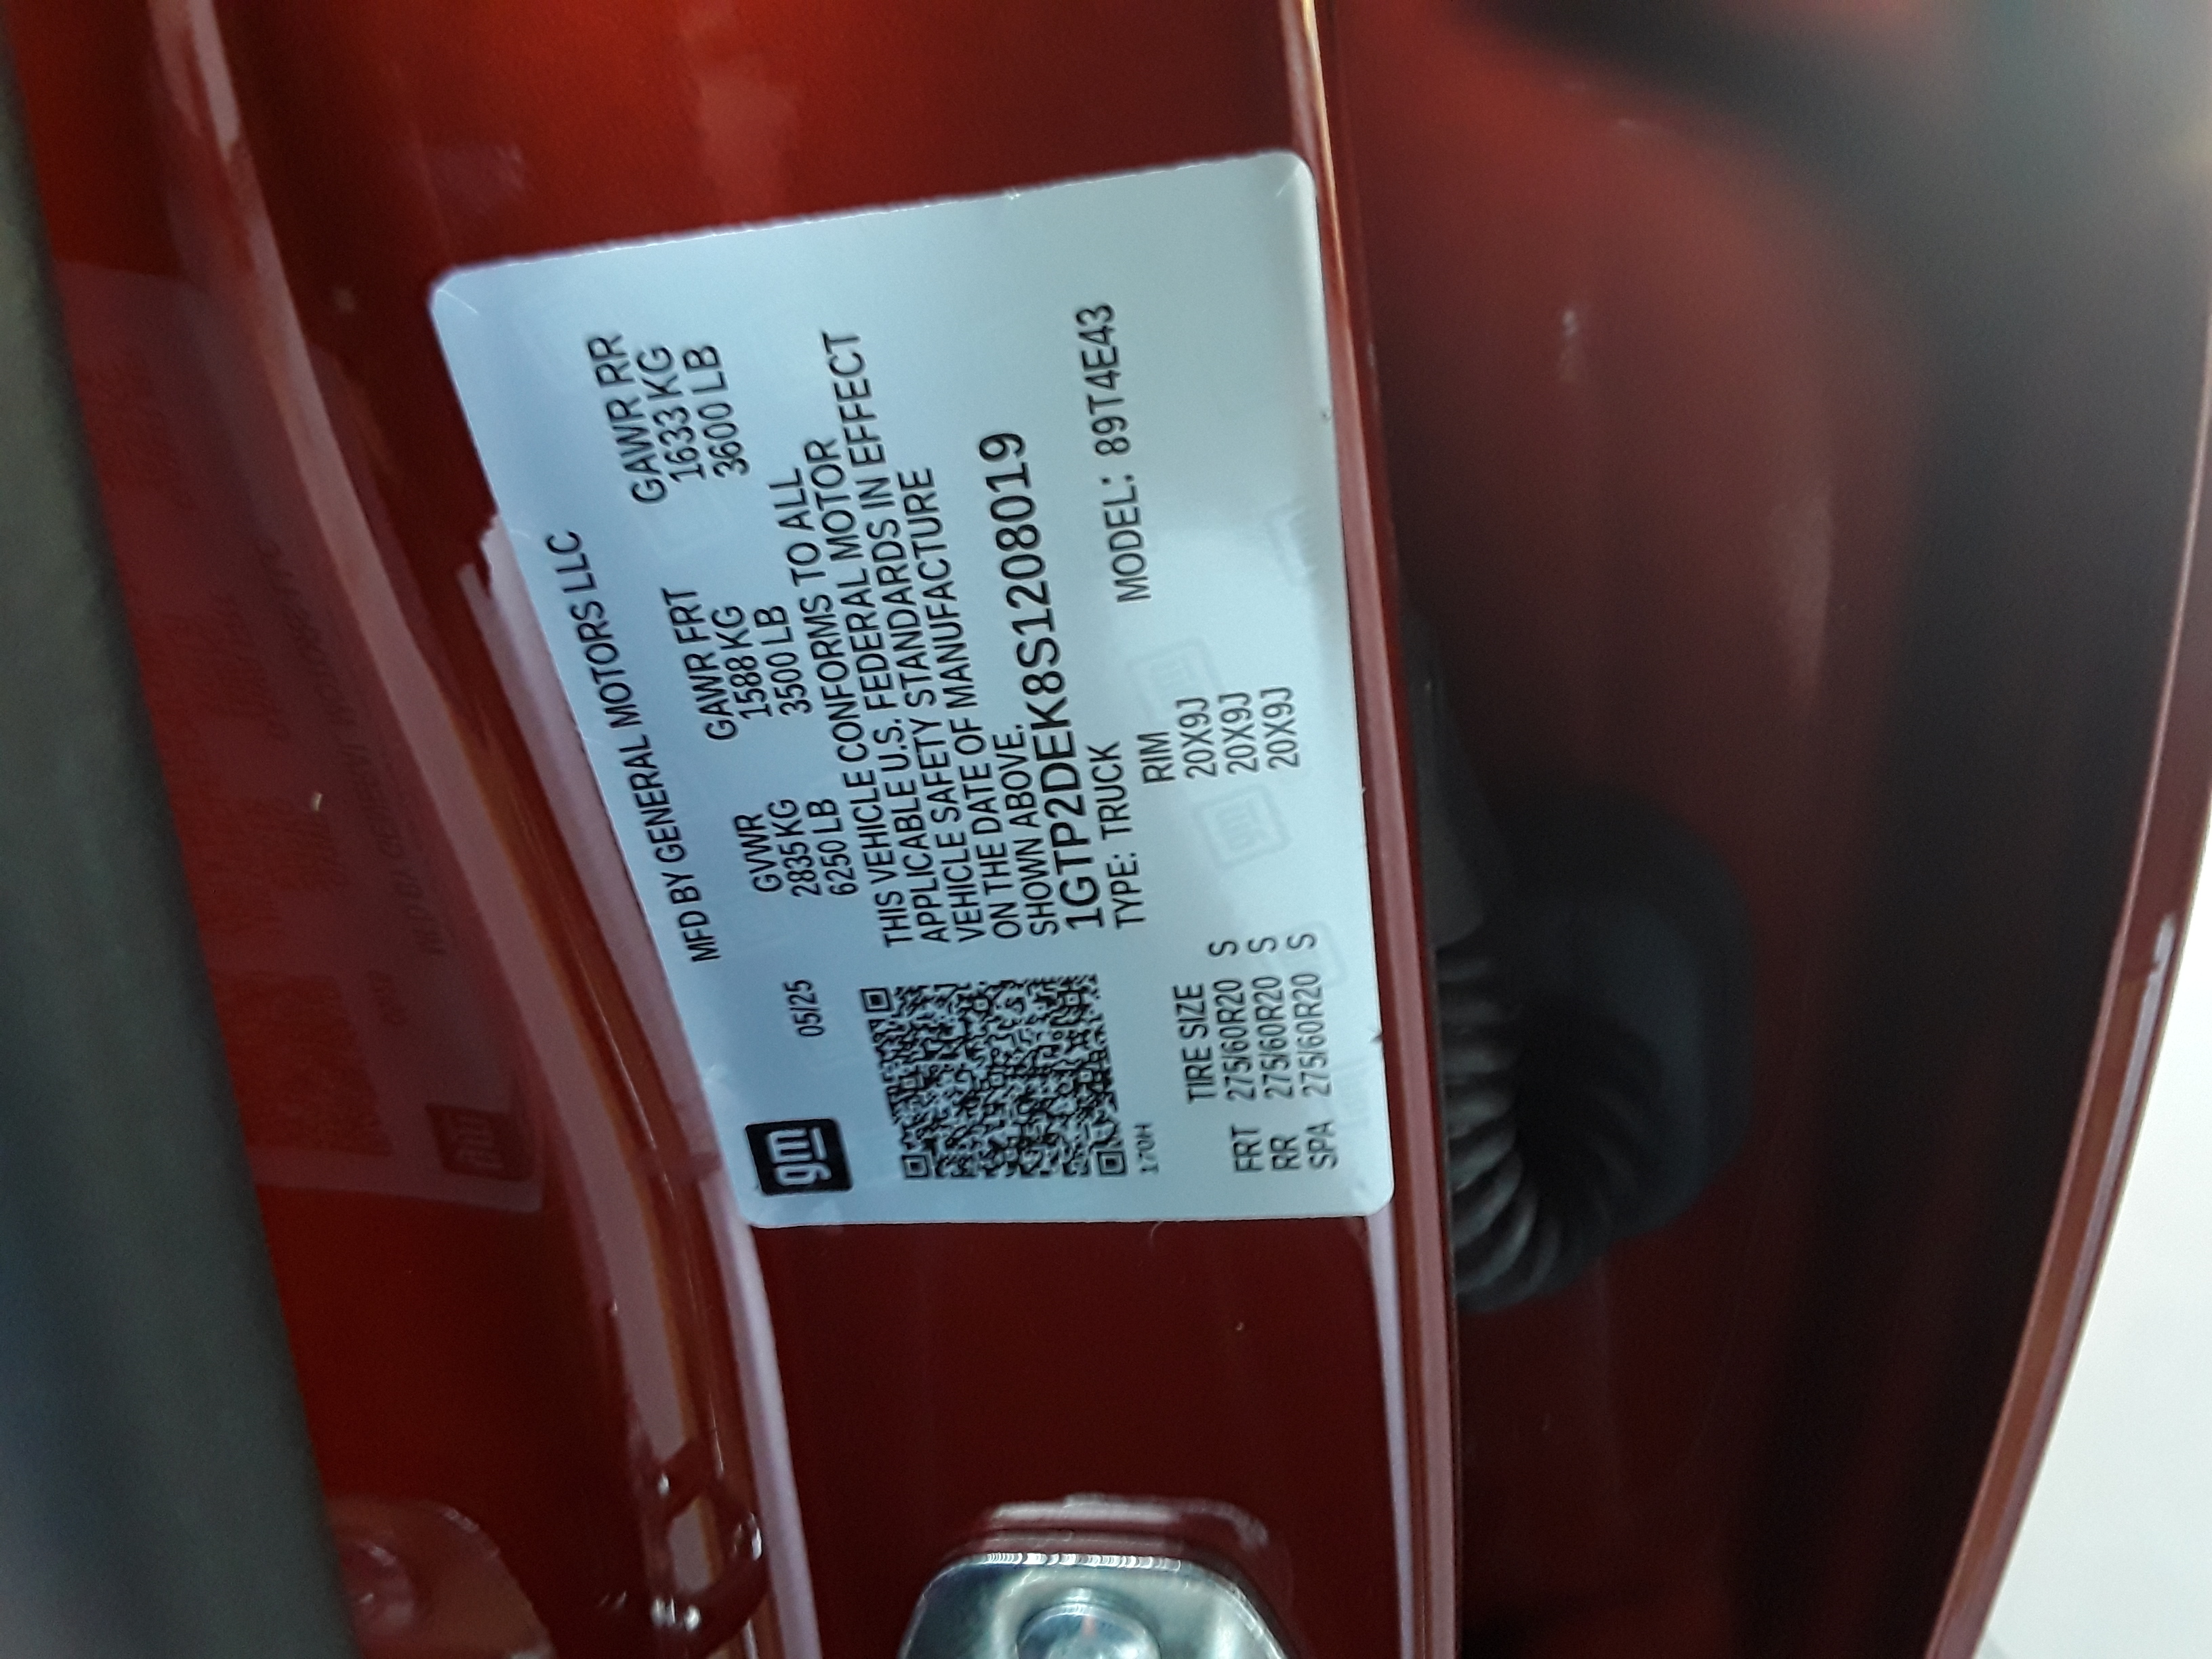 gm
05/25
MFD BY GENERAL MOTORS LLC
GVWR GAWR FRT GAWR RR
2835 KG 1588 KG 1633 KG
6250 LB 3500 LB 3600 LB
THIS VEHICLE CONFORMS TO ALL
APPLICABLE U.S. FEDERAL MOTOR
VEHICLE SAFETY STANDARDS IN EFFECT
ON THE DATE OF MANUFACTURE
SHOWN ABOVE.
1GTP2DEK8S1208019
TYPE: TRUCK MODEL: 89T4E43
170H
TIRE SIZE RIM
FRT 275/60R20 S 20X9J
RR 275/60R20 S 20X9J
SPA 275/60R20 S 20X9J